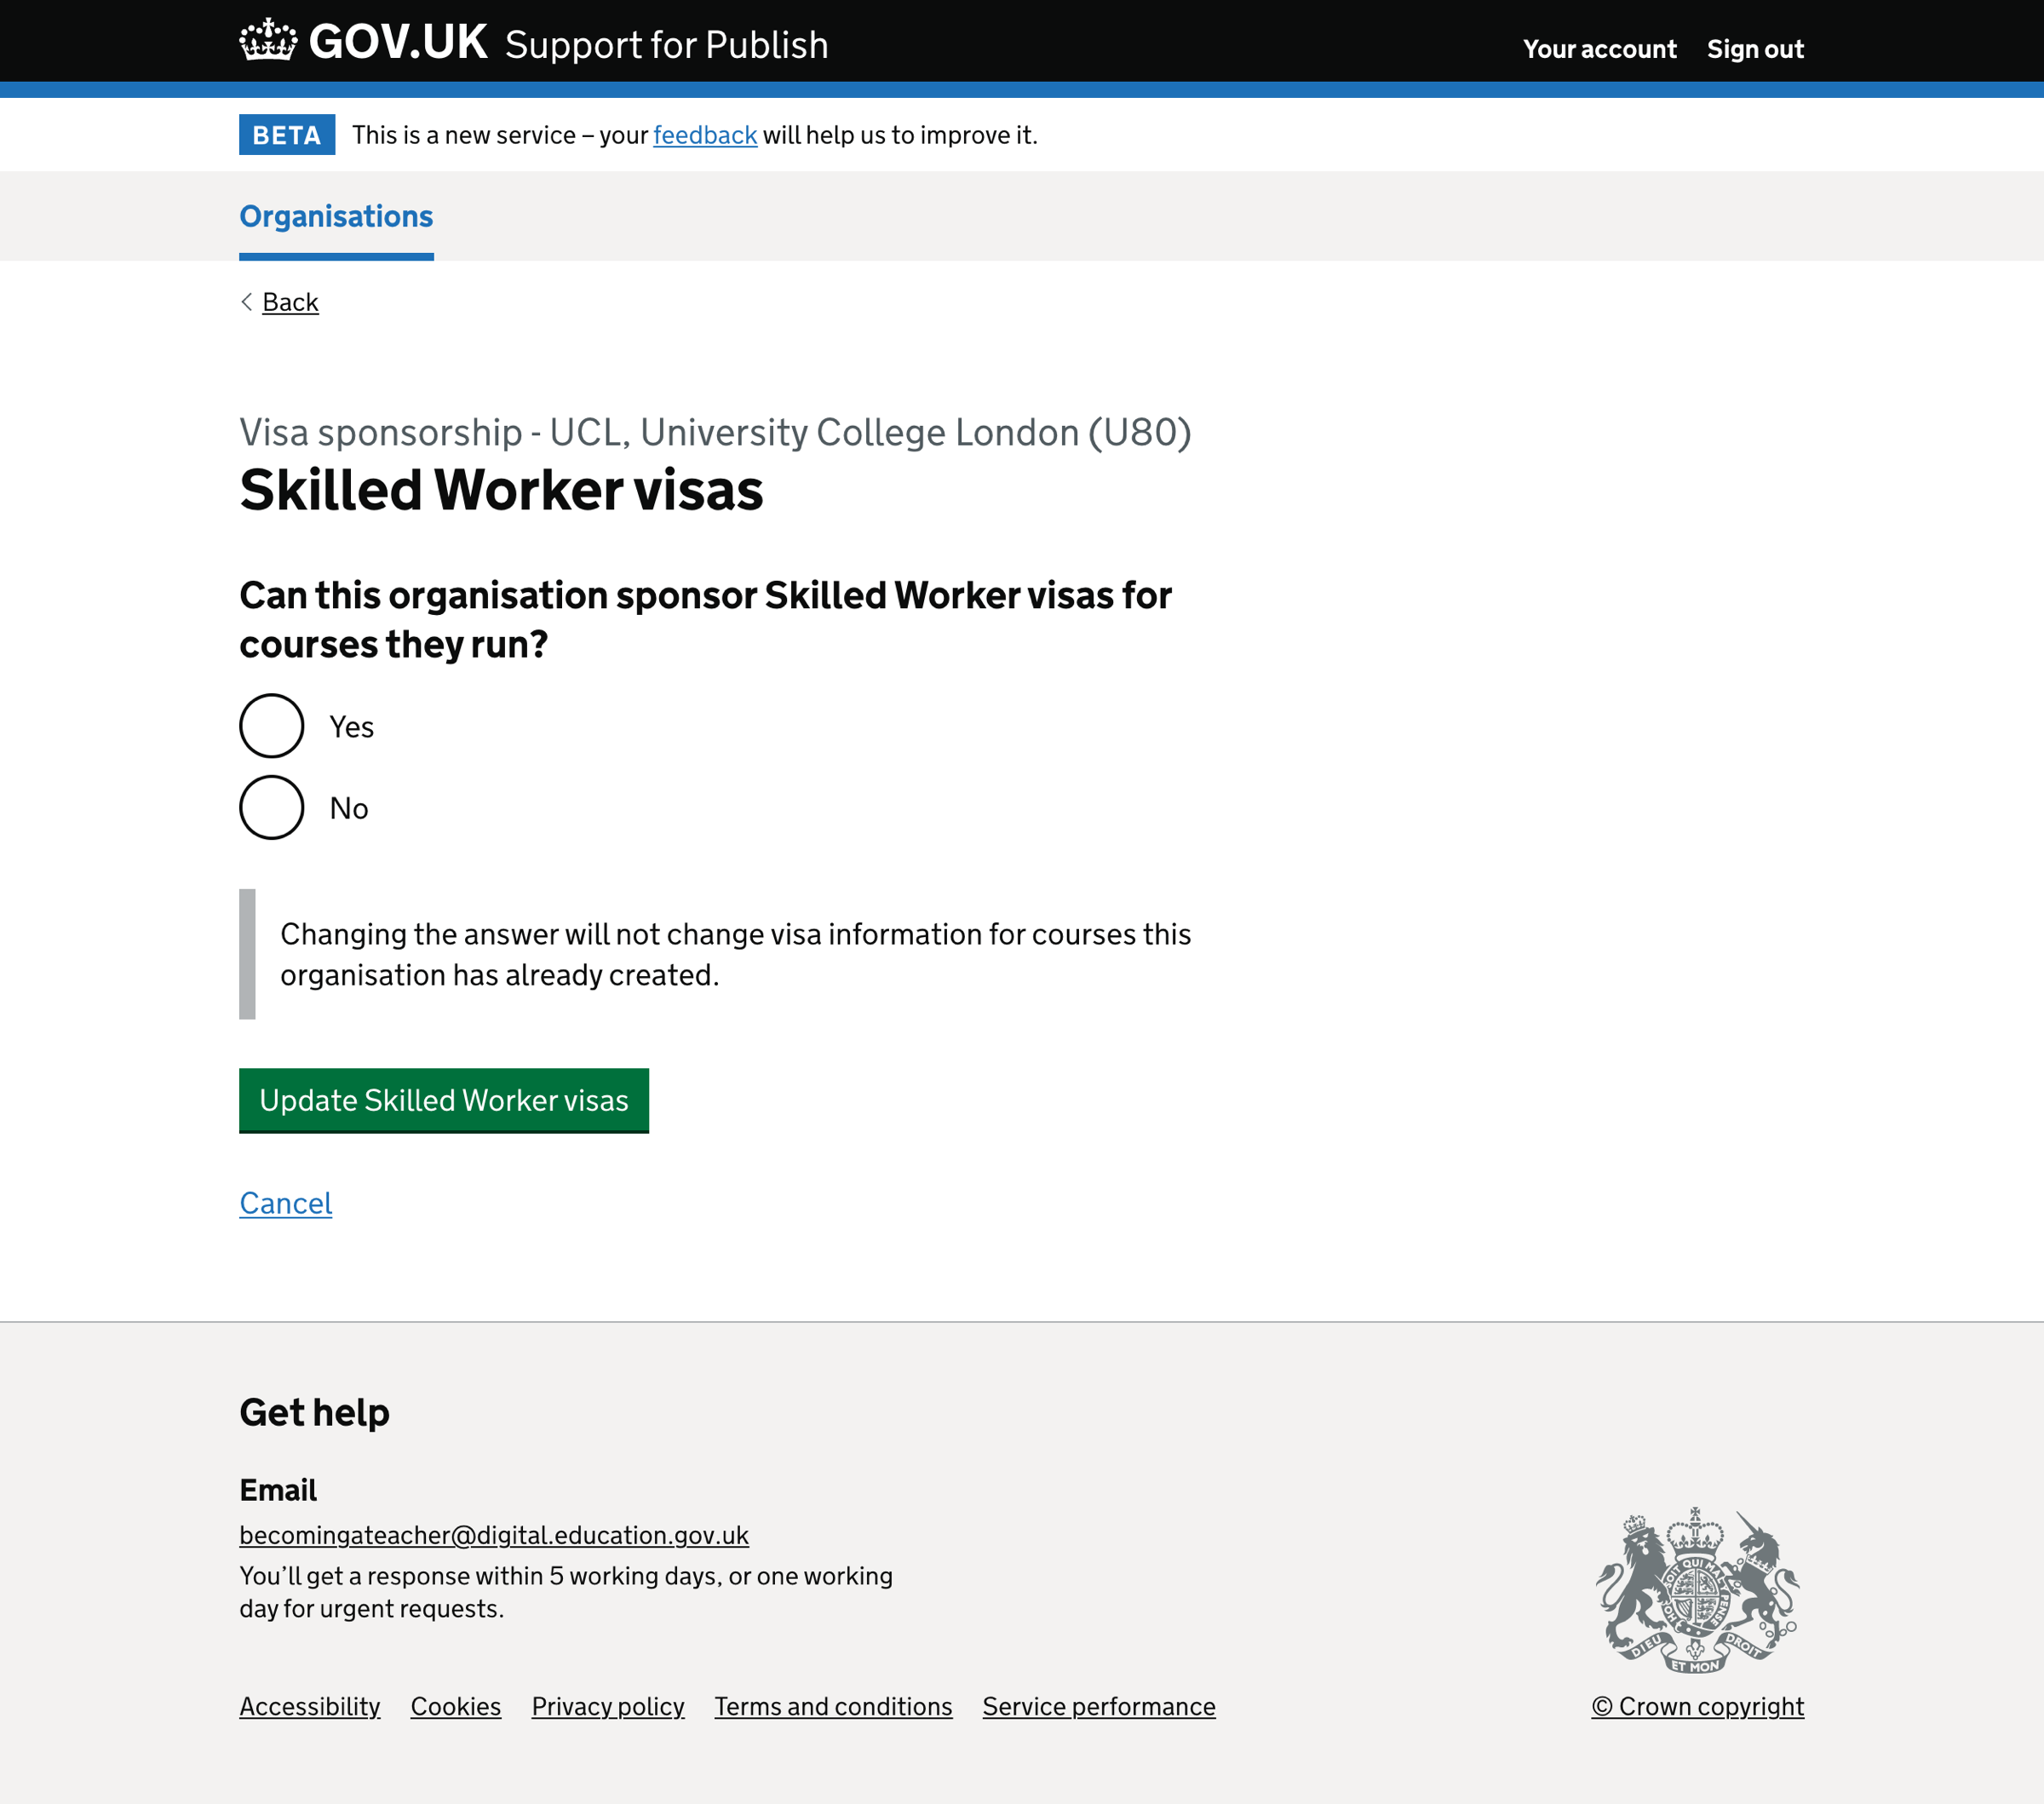 GOV.UK Support for Publish
Your account Sign out
BETA This is a new service – your feedback will help us to improve it.
Organisations
Back
Visa sponsorship - UCL, University College London (U80)
Skilled Worker visas
Can this organisation sponsor Skilled Worker visas for
courses they run?
Yes
No
Changing the answer will not change visa information for courses this
organisation has already created.
Update Skilled Worker visas
Cancel
Get help
Email
becomingateacher@digital.education.gov.uk
You’ll get a response within 5 working days, or one working
day for urgent requests.
HONI SOIT QUI MAL PENSE
DIEU ET MON DROIT
Accessibility Cookies Privacy policy Terms and conditions Service performance
© Crown copyright